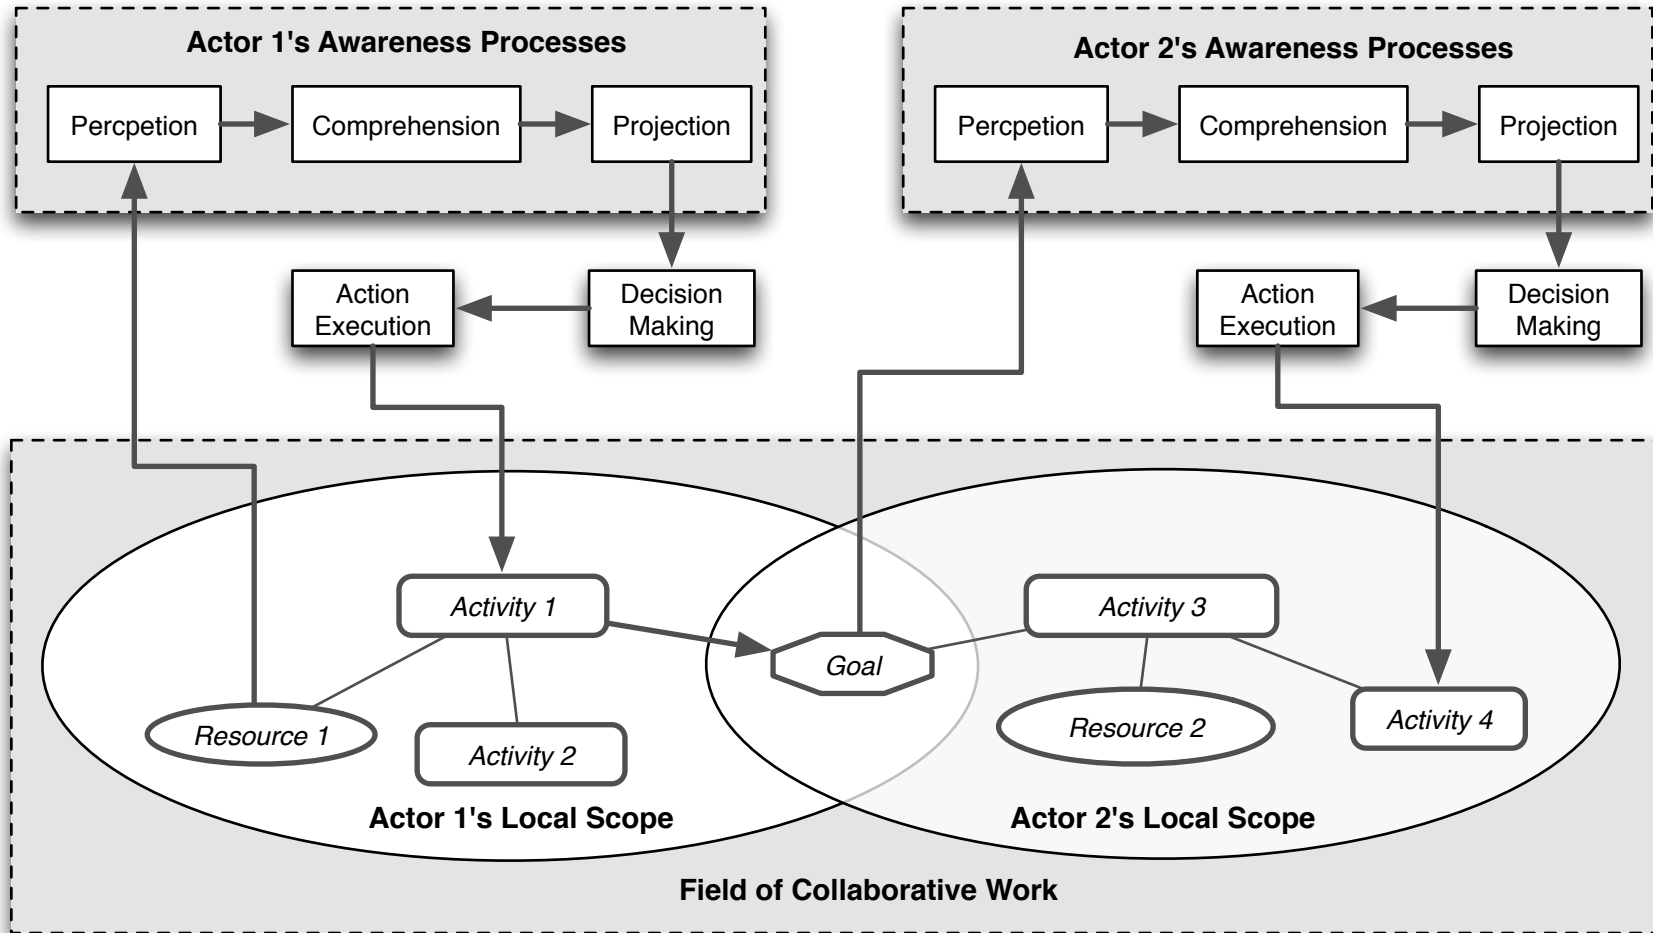 Actor 1's Awareness Processes
Percpetion
Comprehension
Projection
Action
Execution
Decision
Making
Actor 2's Awareness Processes
Percpetion
Comprehension
Projection
Action
Execution
Decision
Making
Activity 1
Resource 1
Activity 2
Actor 1's Local Scope
Goal
Activity 3
Resource 2
Activity 4
Actor 2's Local Scope
Field of Collaborative Work